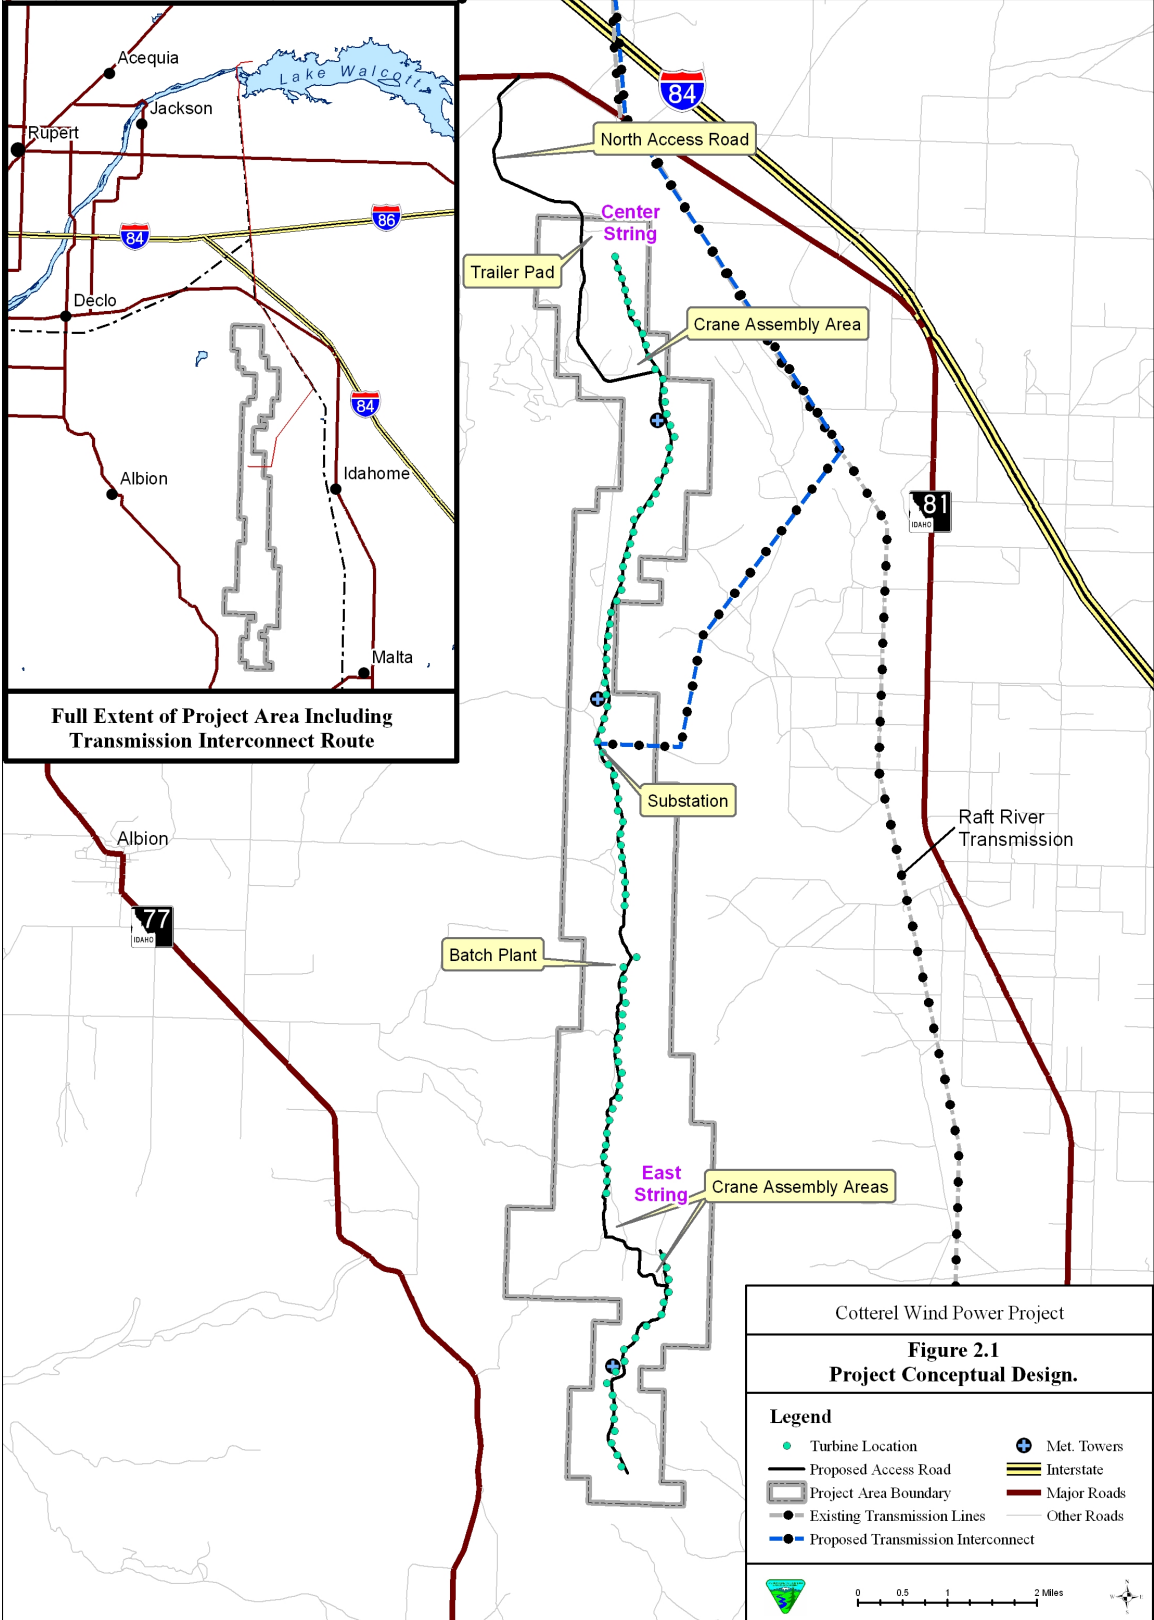 Acequia
Lake Walcott
Jackson
Rupert
86
84
Declo
84
Albion
Idahome
Malta
Full Extent of Project Area Including
Transmission Interconnect Route
84
North Access Road
Center
String
Trailer Pad
Crane Assembly Area
81
IDAHO
Substation
Raft River
Transmission
Albion
77
IDAHO
Batch Plant
East
String
Crane Assembly Areas
Cotterel Wind Power Project
Figure 2.1
Project Conceptual Design.
Legend
Turbine Location
Met. Towers
Proposed Access Road
Interstate
Project Area Boundary
Major Roads
Existing Transmission Lines
Other Roads
Proposed Transmission Interconnect
0 0.5 1 2 Miles
N
W E
S